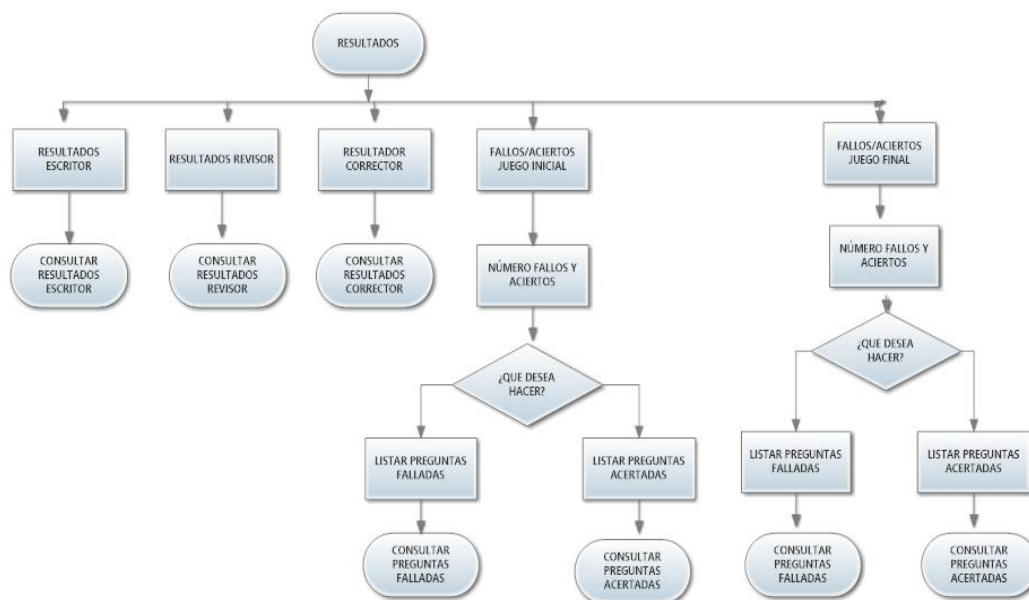 RESULTADOS
RESULTADOS
ESCRITOR
RESULTADOS REVISOR
RESULTADOR
CORRECTOR
FALLOS/ACIERTOS
JUEGO INICIAL
FALLOS/ACIERTOS
JUEGO FINAL
CONSULTAR
RESULTADOS
ESCRITOR
CONSULTAR
RESULTADOS
REVISOR
CONSULTAR
RESULTADOS
CORRECTOR
NÚMERO FALLOS Y
ACIERTOS
NÚMERO FALLOS Y
ACIERTOS
¿QUE DESEA
HACER?
¿QUE DESEA
HACER?
LISTAR PREGUNTAS
FALLADAS
LISTAR PREGUNTAS
ACERTADAS
LISTAR PREGUNTAS
FALLADAS
LISTAR PREGUNTAS
ACERTADAS
CONSULTAR
PREGUNTAS
FALLADAS
CONSULTAR
PREGUNTAS
ACERTADAS
CONSULTAR
PREGUNTAS
FALLADAS
CONSULTAR
PREGUNTAS
ACERTADAS